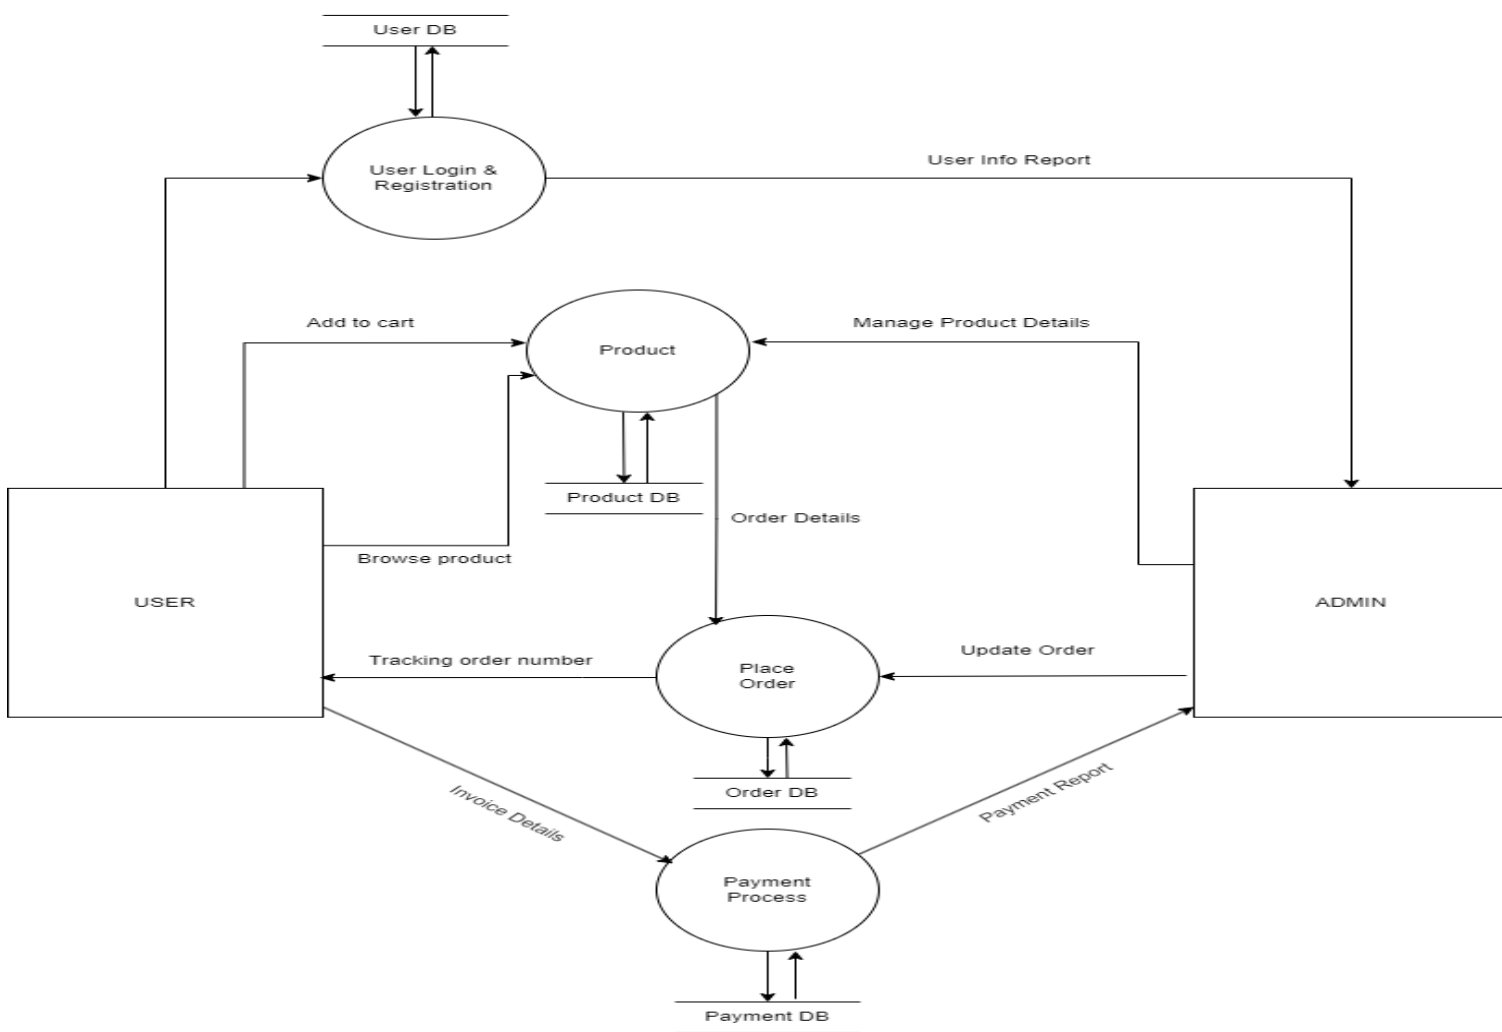 User DB
User Login &
Registration
User Info Report
Add to cart
Product
Manage Product Details
Product DB
Order Details
Browse product
USER
ADMIN
Tracking order number
Place
Order
Update Order
Order DB
Invoice Details
Payment Report
Payment
Process
Payment DB